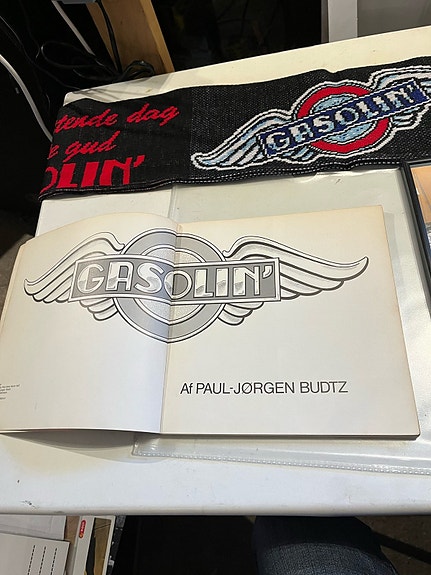 tende dag
e gud
OLIN'
GASOLIN'
GASOLIN'
Af PAUL-JØRGEN BUDTZ